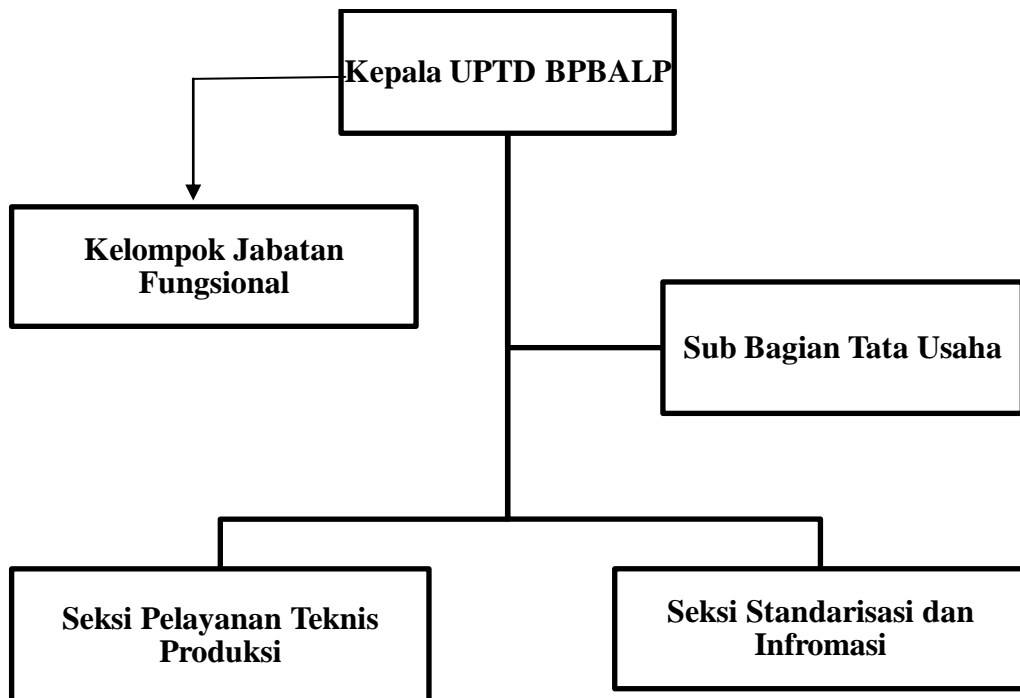 Kepala UPTD BPBALP
Kelompok Jabatan
Fungsional
Sub Bagian Tata Usaha
Seksi Pelayanan Teknis
Produksi
Seksi Standarisasi dan
Infromasi